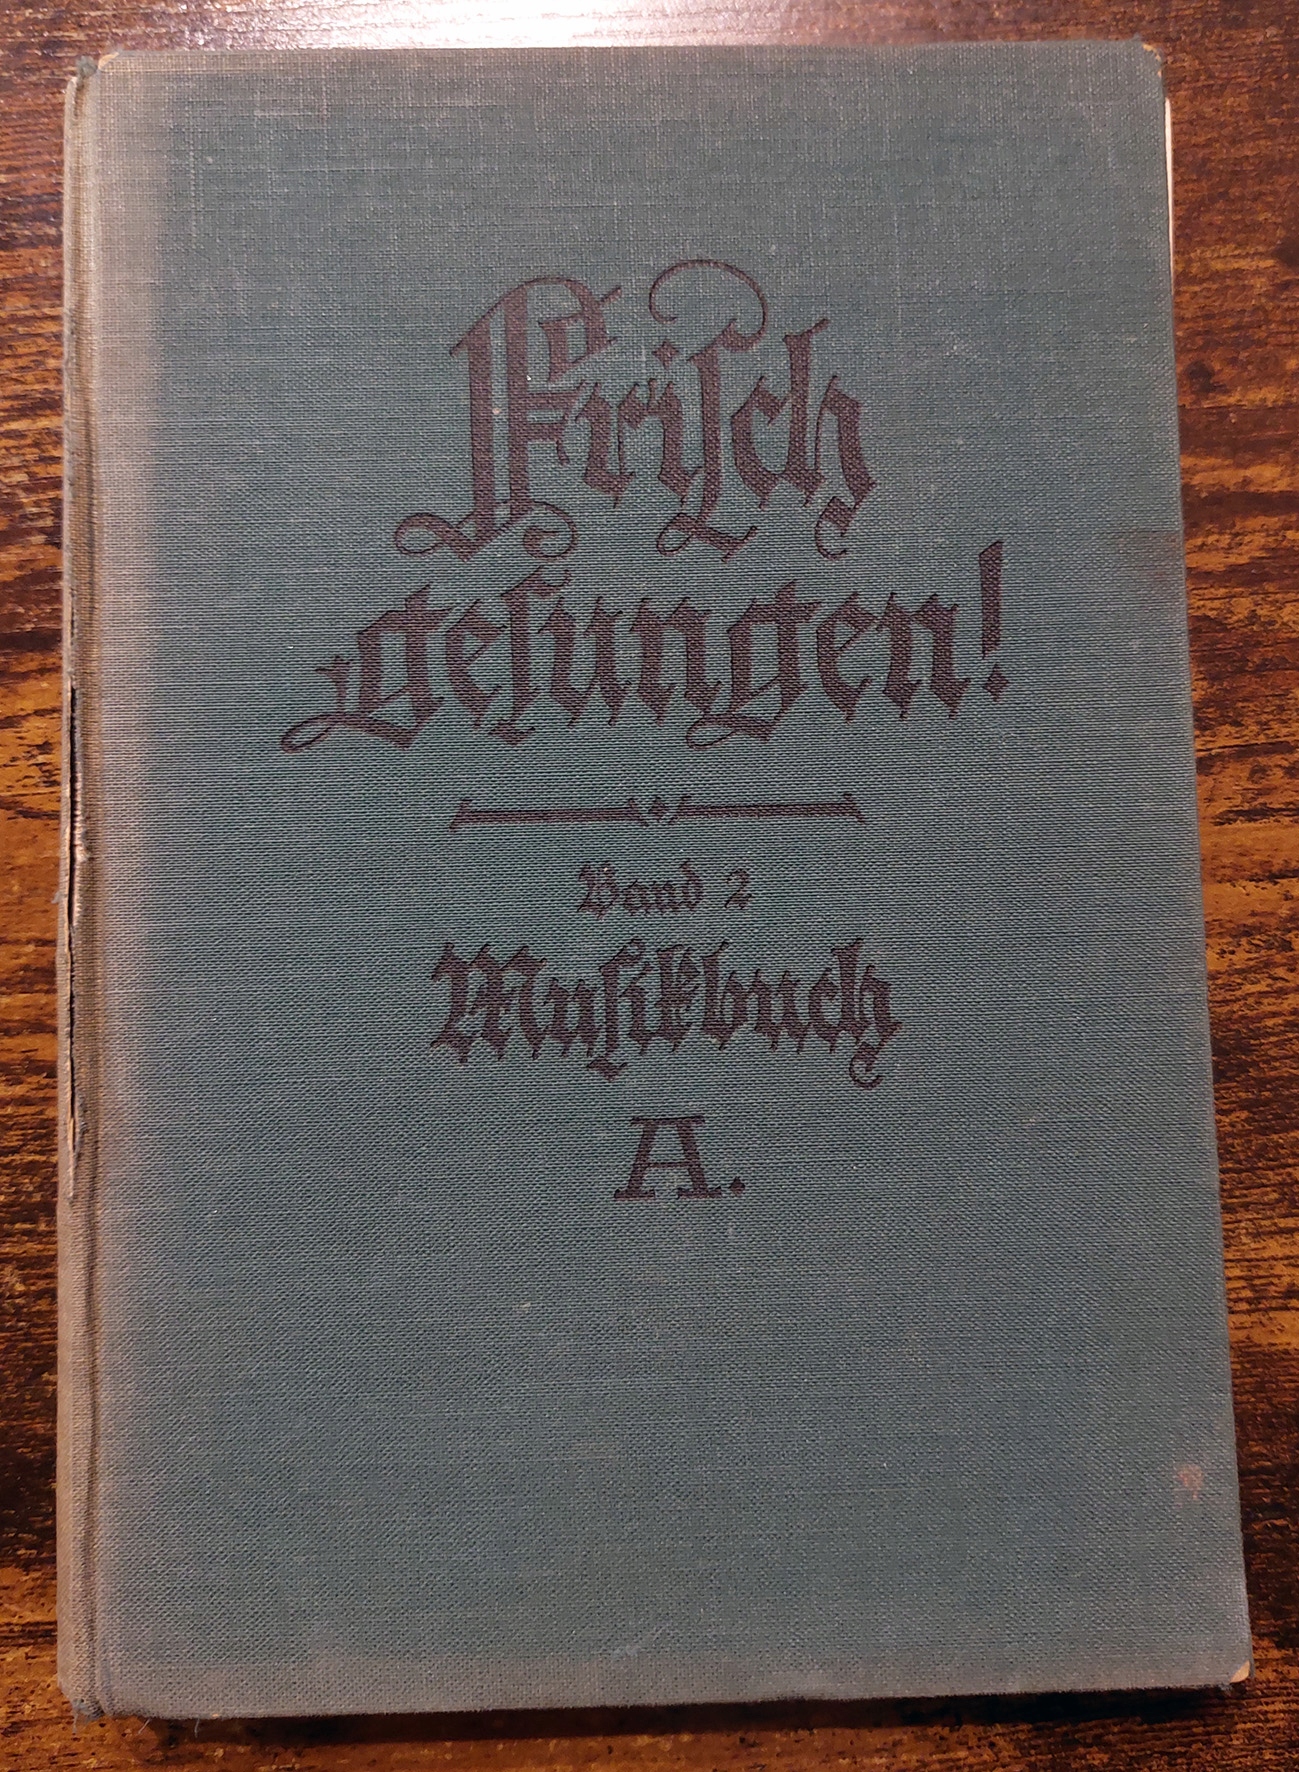 Frisch
gesungen!
Band 2
Musikbuch
A.